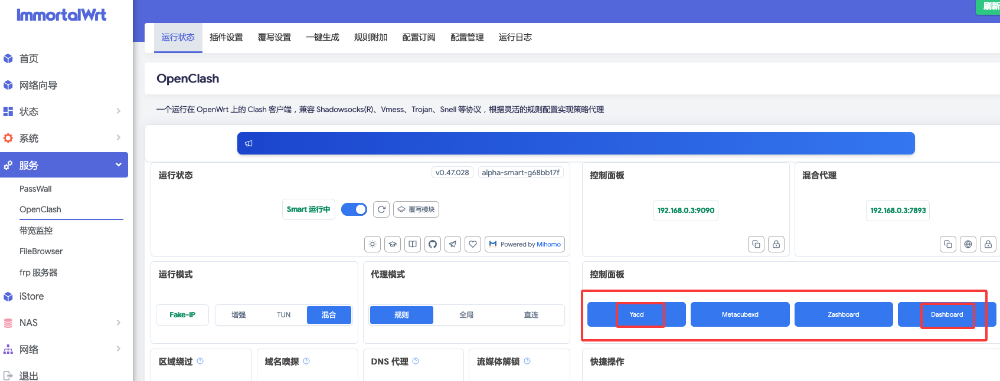 ImmortalWrt
刷新
首页
网络向导
状态
系统
服务
PassWall
OpenClash
带宽监控
FileBrowser
frp 服务器
iStore
NAS
网络
退出
运行状态 插件设置 覆写设置 一键生成 规则附加 配置订阅 配置管理 运行日志
OpenClash
一个运行在 OpenWrt 上的 Clash 客户端，兼容 Shadowsocks(R)、Vmess、Trojan、Snell 等协议，根据灵活的规则配置实现策略代理
运行状态 v0.47.028 alpha-smart-g68bb17f
Smart 运行中 覆写模块
Powered by Mihomo
控制面板
192.168.0.3:9090
混合代理
192.168.0.3:7893
运行模式
Fake-IP 增强 TUN 混合
代理模式
规则 全局 直连
控制面板
Yacd Metacubexd Zashboard Dashboard
区域绕过 域名嗅探 DNS 代理 流媒体解锁 快捷操作